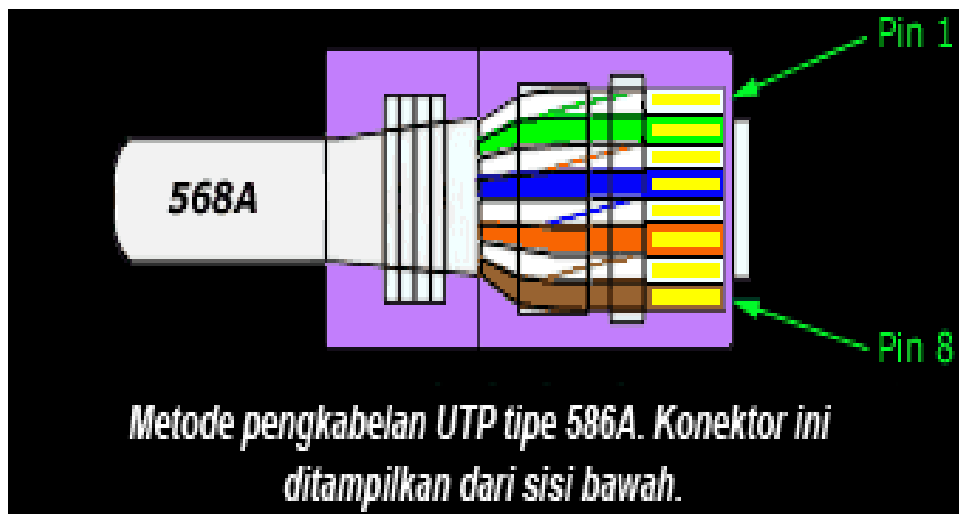 Pin 1
568A
Pin 8
Metode pengkabelan UTP tipe 586A. Konektor ini
ditampilkan dari sisi bawah.